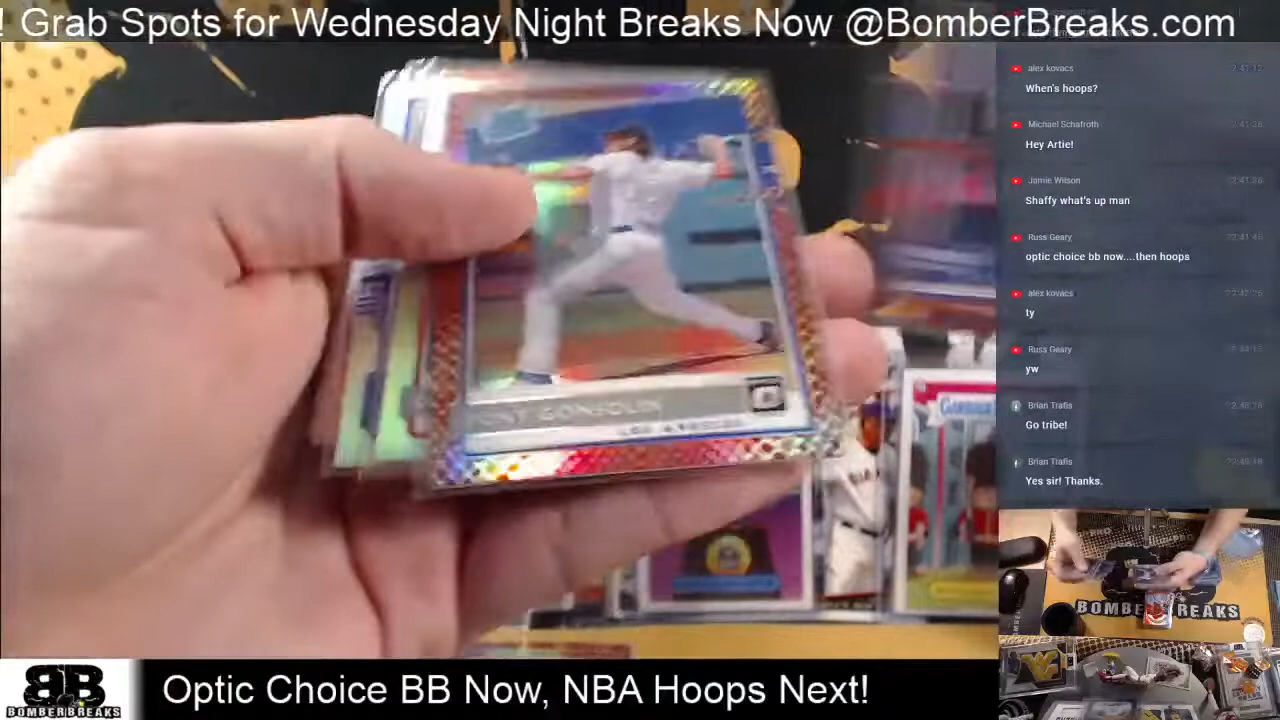 ! Grab Spots for Wednesday Night Breaks Now @BomberBreaks.com
alex kovacs
When's hoops?
Michael Schafroth
Hey Artie!
Jamie Wilson
Shaffy what's up man
Russ Geary
optic choice bb now....then hoops
alex kovacs
ty
Russ Geary
yw
Brian Trafis
Go tribe!
Brian Trafis
Yes sir! Thanks.
GONSOLIN
LOS ANGELES
BOMBER BREAKS
BB
BOMBERBREAKS
Optic Choice BB Now, NBA Hoops Next!